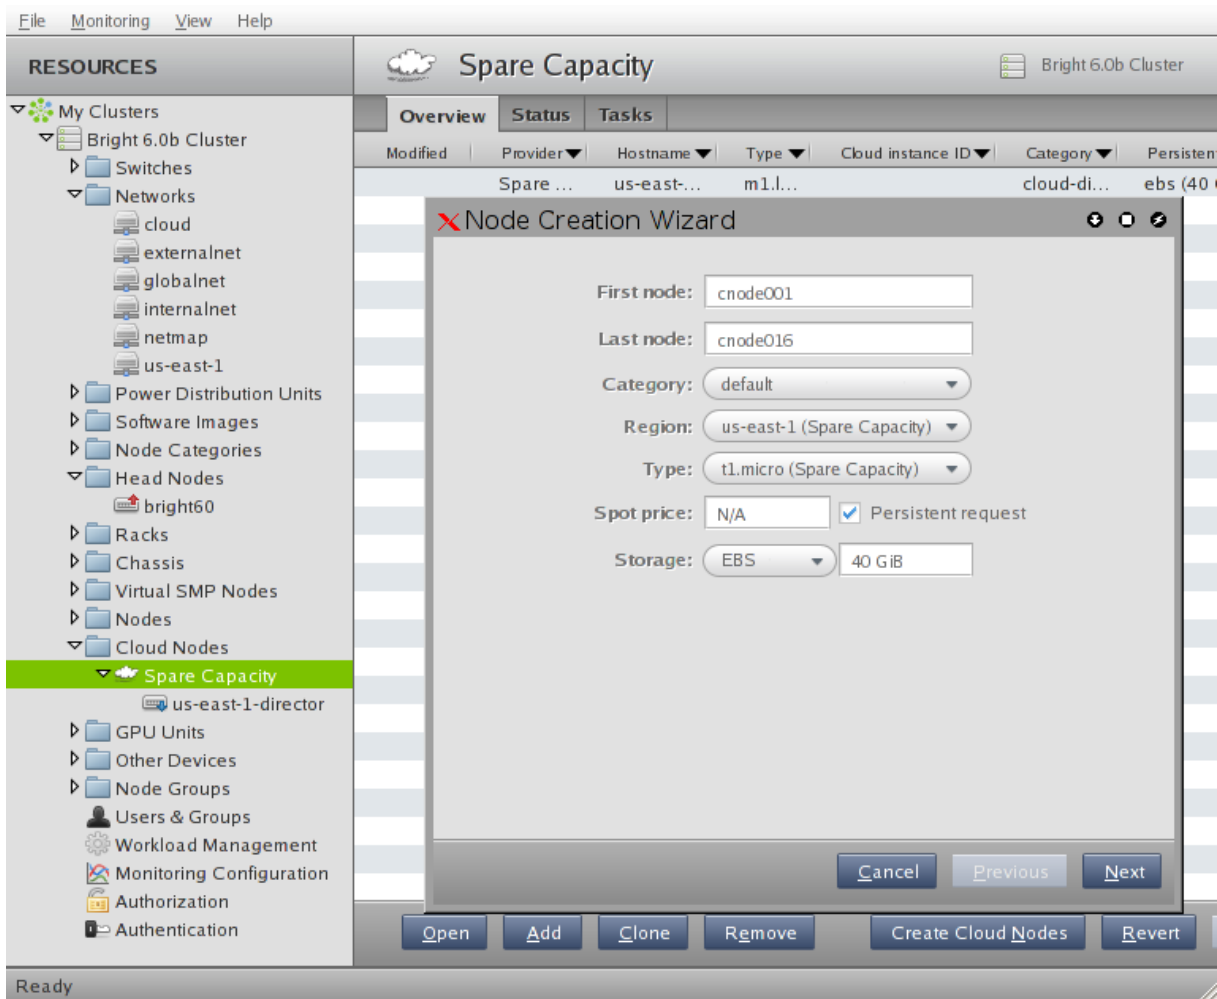 File Monitoring View Help
RESOURCES
Spare Capacity
Bright 6.0b Cluster
My Clusters
Bright 6.0b Cluster
Switches
Networks
cloud
externalnet
globalnet
internalnet
netmap
us-east-1
Power Distribution Units
Software Images
Node Categories
Head Nodes
bright60
Racks
Chassis
Virtual SMP Nodes
Nodes
Cloud Nodes
Spare Capacity
us-east-1-director
GPU Units
Other Devices
Node Groups
Users & Groups
Workload Management
Monitoring Configuration
Authorization
Authentication
Overview Status Tasks
Modified Provider Hostname Type Cloud instance ID Category Persisten
Spare ... us-east-... m1.l... cloud-di... ebs (40
Node Creation Wizard
First node: cnode001
Last node: cnode016
Category: default
Region: us-east-1 (Spare Capacity)
Type: t1.micro (Spare Capacity)
Spot price: N/A Persistent request
Storage: EBS 40 GiB
Cancel Previous Next
Open Add Clone Remove Create Cloud Nodes Revert
Ready